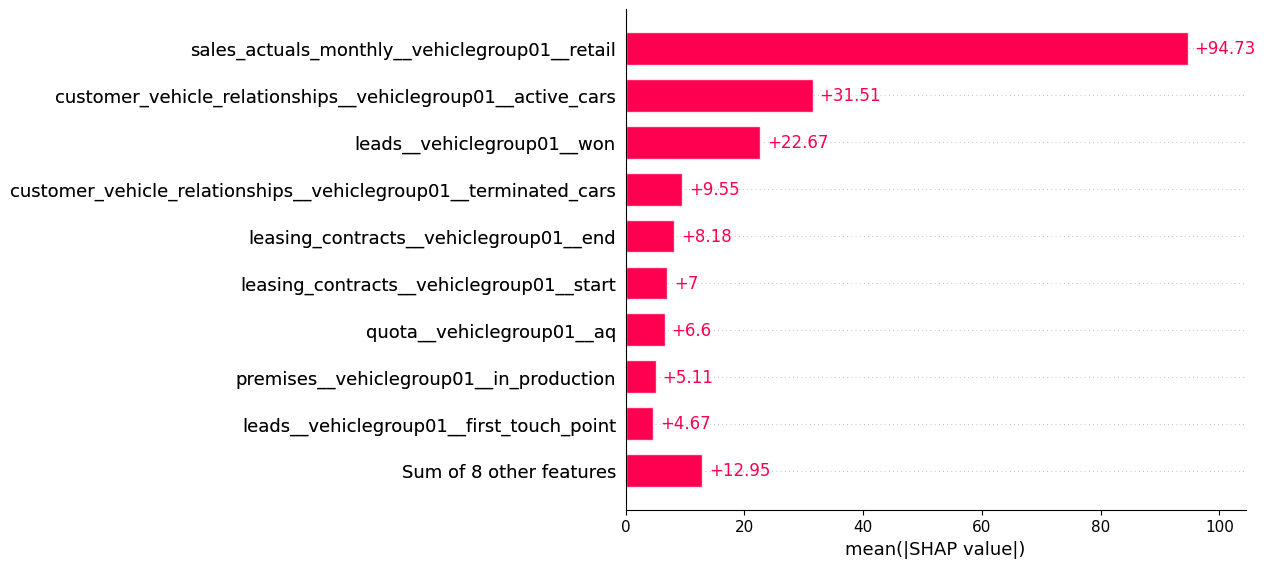 sales_actuals_monthly__vehiclegroup01__retail +94.73
customer_vehicle_relationships__vehiclegroup01__active_cars +31.51
leads__vehiclegroup01__won +22.67
customer_vehicle_relationships__vehiclegroup01__terminated_cars +9.55
leasing_contracts__vehiclegroup01__end +8.18
leasing_contracts__vehiclegroup01__start +7
quota__vehiclegroup01__aq +6.6
premises__vehiclegroup01__in_production +5.11
leads__vehiclegroup01__first_touch_point +4.67
Sum of 8 other features +12.95
0 20 40 60 80 100
mean(|SHAP value|)